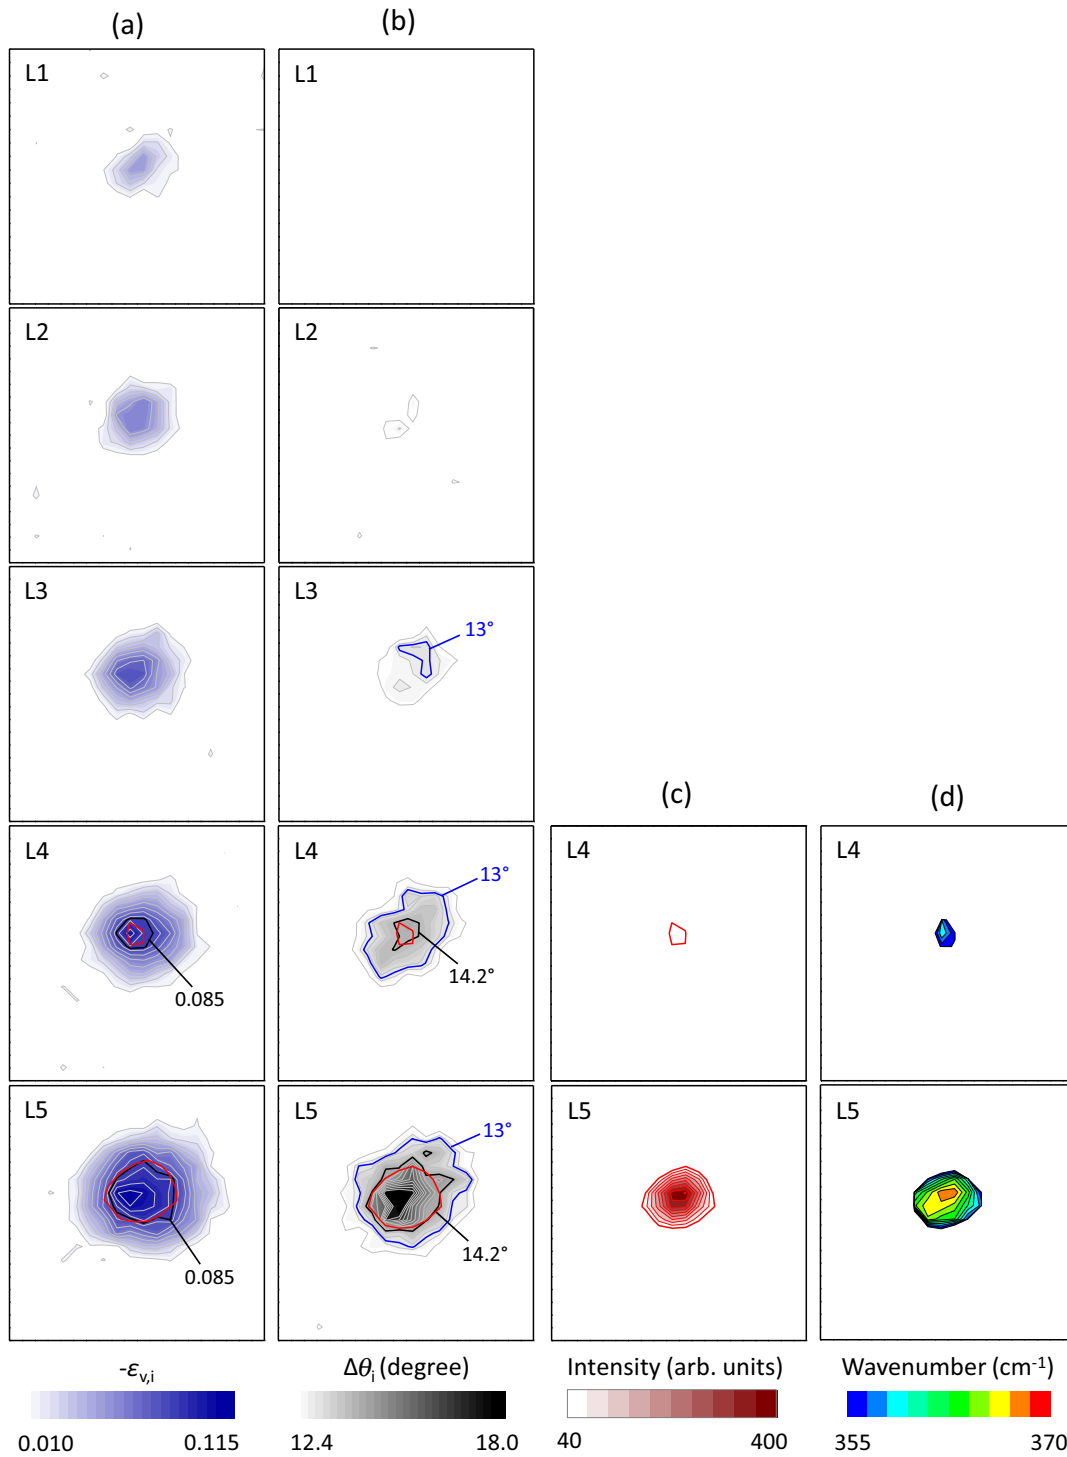 (a) (b)
L1 L1
L2 L2
L3 L3
13°
(c) (d)
L4 L4 L4 L4
13°
14.2°
0.085
L5 L5 L5 L5
13°
14.2°
0.085
-εv,i Δθi (degree) Intensity (arb. units) Wavenumber (cm-1)
0.010 0.115 12.4 18.0 40 400 355 370